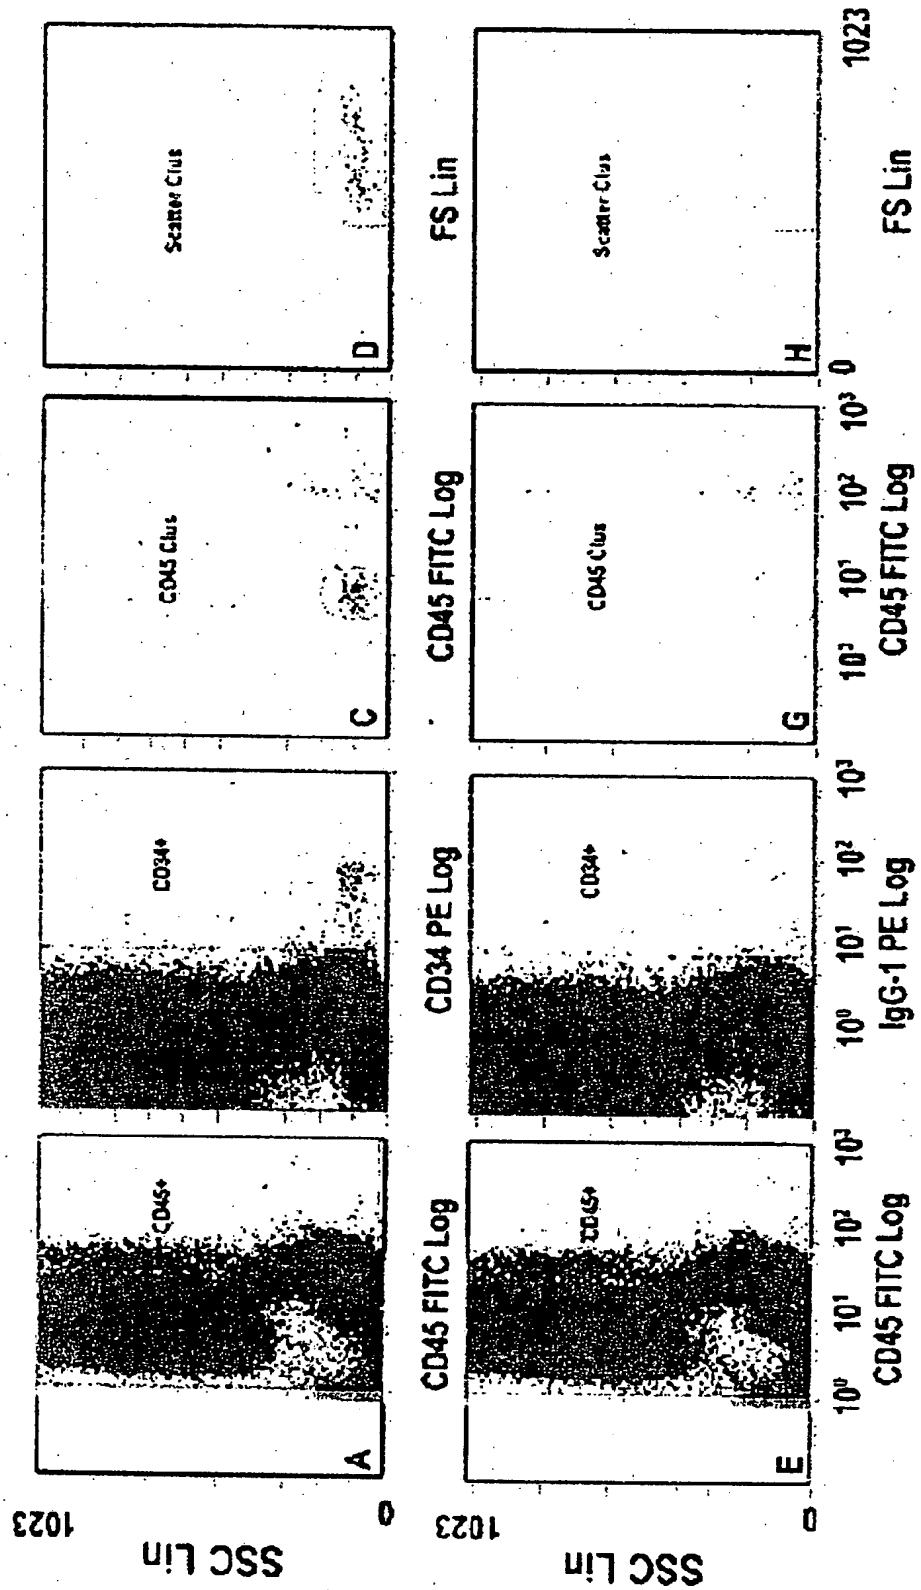 1023
SSC Lin
0
A
CD45+
CD45 FITC Log
CD34+
CD34 PE Log
C
CD45 Clus
CD45 FITC Log
D
Scatter Clus
FS Lin
1023
SSC Lin
0
E
CD45+
10⁰ 10¹ 10² 10³
CD45 FITC Log
CD34+
10⁰ 10¹ 10² 10³
IgG-1 PE Log
G
CD45 Clus
10³ 10¹ 10² 10³
CD45 FITC Log
H
Scatter Clus
0 1023
FS Lin